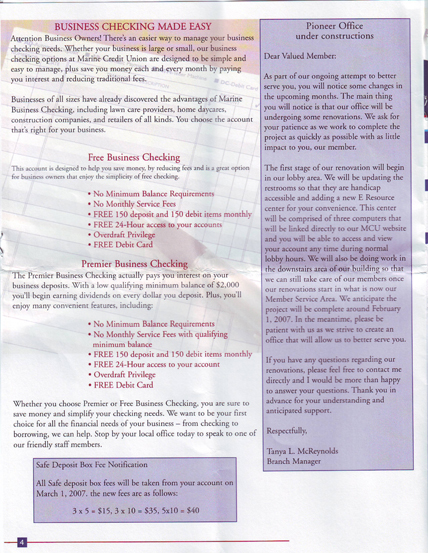 BUSINESS CHECKING MADE EASY
Attention Business Owners! There's an easier way to manage your business
checking needs. Whether your business is large or small, our business
checking options at Marine Credit Union are designed to be simple and
easy to manage, plus save you money each and every month by paying
you interest and reducing traditional fees.
Businesses of all sizes have already discovered the advantages of Marine
Business Checking, including lawn care providers, home daycares,
construction companies, and retailers of all kinds. You choose the account
that's right for your business.
Free Business Checking
This account is designed to help you save money, by reducing fees and is a great option
for business owners that enjoy the simplicity of free checking.
• No Minimum Balance Requirements
• No Monthly Service Fees
• FREE 150 deposit and 150 debit items monthly
• FREE 24-Hour access to your accounts
• Overdraft Privilege
• FREE Debit Card
Premier Business Checking
The Premier Business Checking actually pays you interest on your
business deposits. With a low qualifying minimum balance of $2,000
you'll begin earning dividends on every dollar you deposit. Plus, you'll
enjoy many convenient features, including:
• No Minimum Balance Requirements
• No Monthly Service Fees with qualifying
minimum balance
• FREE 150 deposit and 150 debit items monthly
• FREE 24-Hour access to your account
• Overdraft Privilege
• FREE Debit Card
Whether you choose Premier or Free Business Checking, you are sure to
save money and simplify your checking needs. We want to be your first
choice for all the financial needs of your business – from checking to
borrowing, we can help. Stop by your local office today to speak to one of
our friendly staff members.
Safe Deposit Box Fee Notification
All Safe deposit box fees will be taken from your account on
March 1, 2007. the new fees are as follows:
3 x 5 = $15, 3 x 10 = $35, 5x10 = $40
4
Pioneer Office
under constructions
Dear Valued Member:
As part of our ongoing attempt to better
serve you, you will notice some changes in
the upcoming months. The main thing
you will notice is that our office will be
undergoing some renovations. We ask for
your patience as we work to complete the
project as quickly as possible with as little
impact to you, our member.
The first stage of our renovation will begin
in our lobby area. We will be updating the
restrooms so that they are handicap
accessible and adding a new E Resource
center for your convenience. This center
will be comprised of three computers that
will be linked directly to our MCU website
and you will be able to access and view
your account any time during normal
lobby hours. We will also be doing work in
the downstairs area of our building so that
we can still take care of our members once
our renovations start in what is now our
Member Service Area. We anticipate the
project will be complete around February
1, 2007. In the meantime, please be
patient with us as we strive to create an
office that will allow us to better serve you.
If you have any questions regarding our
renovations, please feel free to contact me
directly and I would be more than happy
to answer your questions. Thank you in
advance for your understanding and
anticipated support.
Respectfully,
Tanya L. McReynolds
Branch Manager